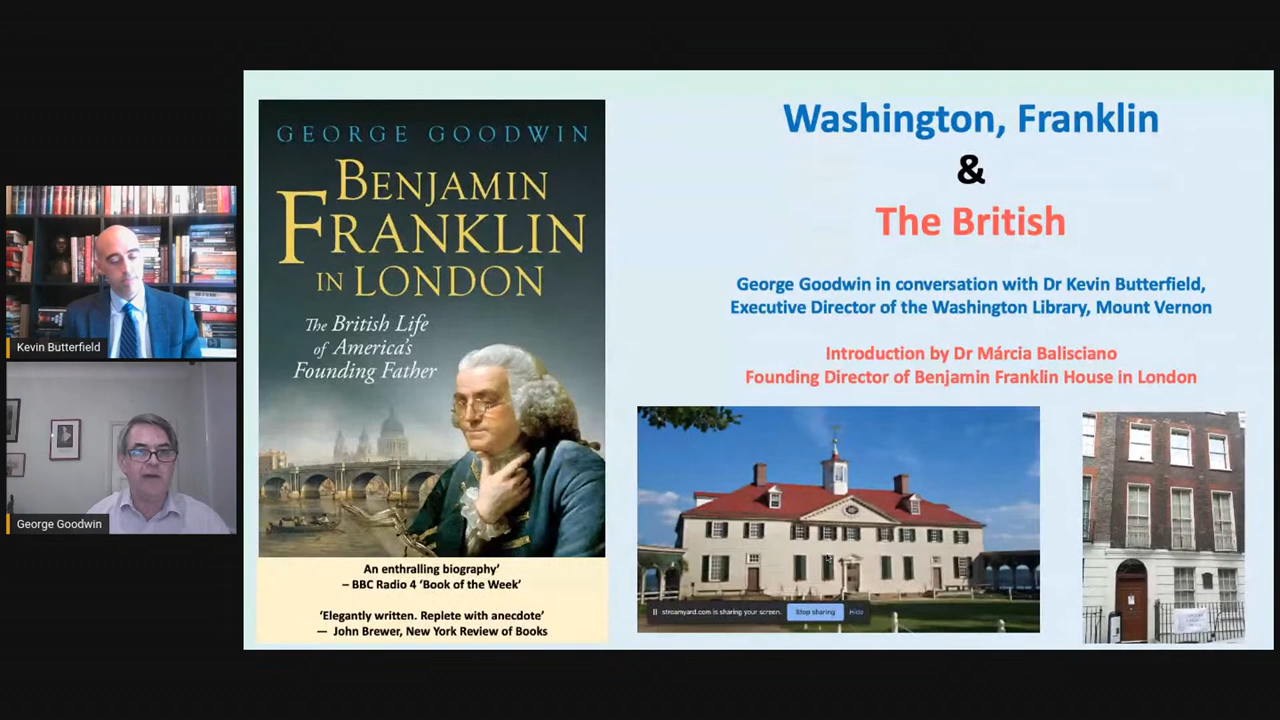 GEORGE GOODWIN
BENJAMIN
FRANKLIN
IN LONDON
The British Life
of America's
Founding Father
An enthralling biography'
– BBC Radio 4 'Book of the Week'
'Elegantly written. Replete with anecdote'
— John Brewer, New York Review of Books
Washington, Franklin
&
The British
George Goodwin in conversation with Dr Kevin Butterfield,
Executive Director of the Washington Library, Mount Vernon
Introduction by Dr Márcia Balisciano
Founding Director of Benjamin Franklin House in London
streamyard.com is sharing your screen.
Stop sharing
Hide
Kevin Butterfield
George Goodwin